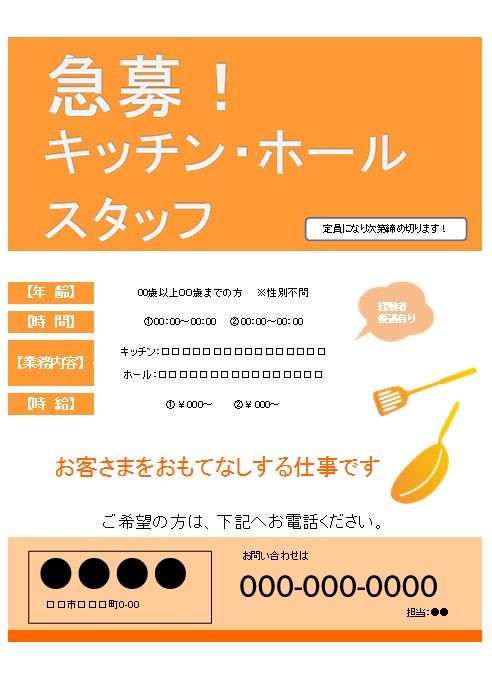 急募！
キッチン・ホール
スタッフ
定員になり次第締め切ります！
【年　齢】
00歳以上〇〇歳までの方　※性別不問
経験者
優遇有り
【時　間】
①00：00～00：00　②00：00～00：00
【業務内容】
キッチン：□□□□□□□□□□□□□□□□
ホール：□□□□□□□□□□□□□□□□
【時　給】
①￥000～　②￥000～
お客さまをおもてなしする仕事です
ご希望の方は、下記へお電話ください。
●●●●
□□市□□□町0-00
お問い合わせは
000-000-0000
担当：●●